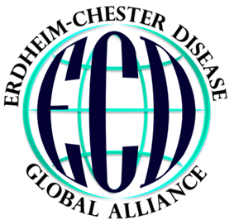 ERDHEIM-CHESTER DISEASE
ECD
GLOBAL ALLIANCE